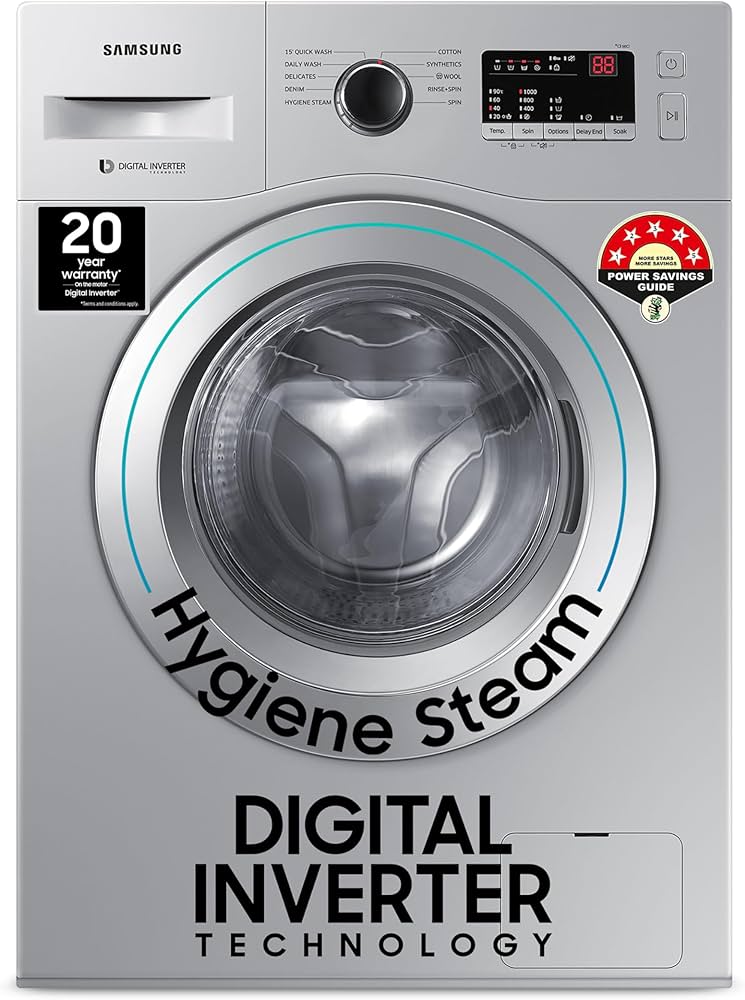 SAMSUNG
DIGITAL INVERTER
TECHNOLOGY
15' QUICK WASH
DAILY WASH
DELICATES
DENIM
HYGIENE STEAM
COTTON
SYNTHETICS
WOOL
RINSE+SPIN
SPIN
*(3 sec)
88
90℃
60
40
20
1000
800
400
Temp.
Spin
Options
Delay End
Soak
20
year
warranty*
On the motor
Digital Inverter*
*Terms and conditions apply.
MORE STARS
MORE SAVINGS
POWER SAVINGS
GUIDE
Hygiene Steam
DIGITAL
INVERTER
TECHNOLOGY